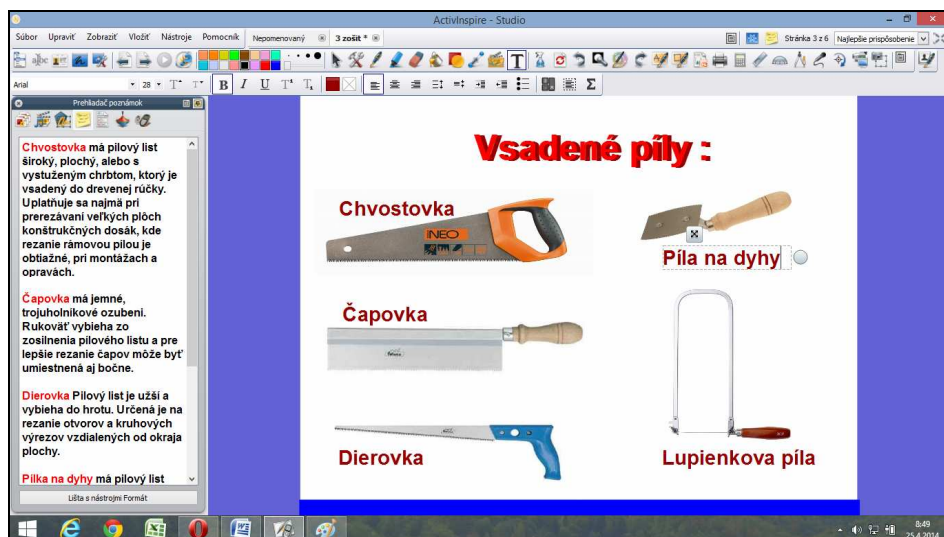 ActivInspire - Studio
Súbor Upraviť Zobraziť Vložiť Nástroje Pomocník
Nepomenovaný
3 zošit *
Stránka 3 z 6
Najlepšie prispôsobenie
Arial
28
Prehliadač poznámok
Chvostovka má pílový list
široký, plochý, alebo s
vystuženým chrbtom, ktorý je
vsadený do drevenej rúčky.
Uplatňuje sa najmä pri
prerezávaní veľkých plôch
konštrukčných dosák, kde
rezanie rámovou pílou je
obtiažné, pri montážach a
opravách.
Čapovka má jemné,
trojuholníkové ozubeni.
Rukoväť vybieha zo
zosilnenia pílového listu a pre
lepšie rezanie čapov môže byť
umiestnená aj bočne.
Dierovka Pílový list je užší a
vybieha do hrotu. Určená je na
rezanie otvorov a kruhových
výrezov vzdialených od okraja
plochy.
Pílka na dyhy má pílový list
Lišta s nástrojmi Formát
Vsadené píly :
Chvostovka
NEO
Píla na dyhy
Čapovka
Dierovka
Lupienkova píla
8:49
25.4.2014